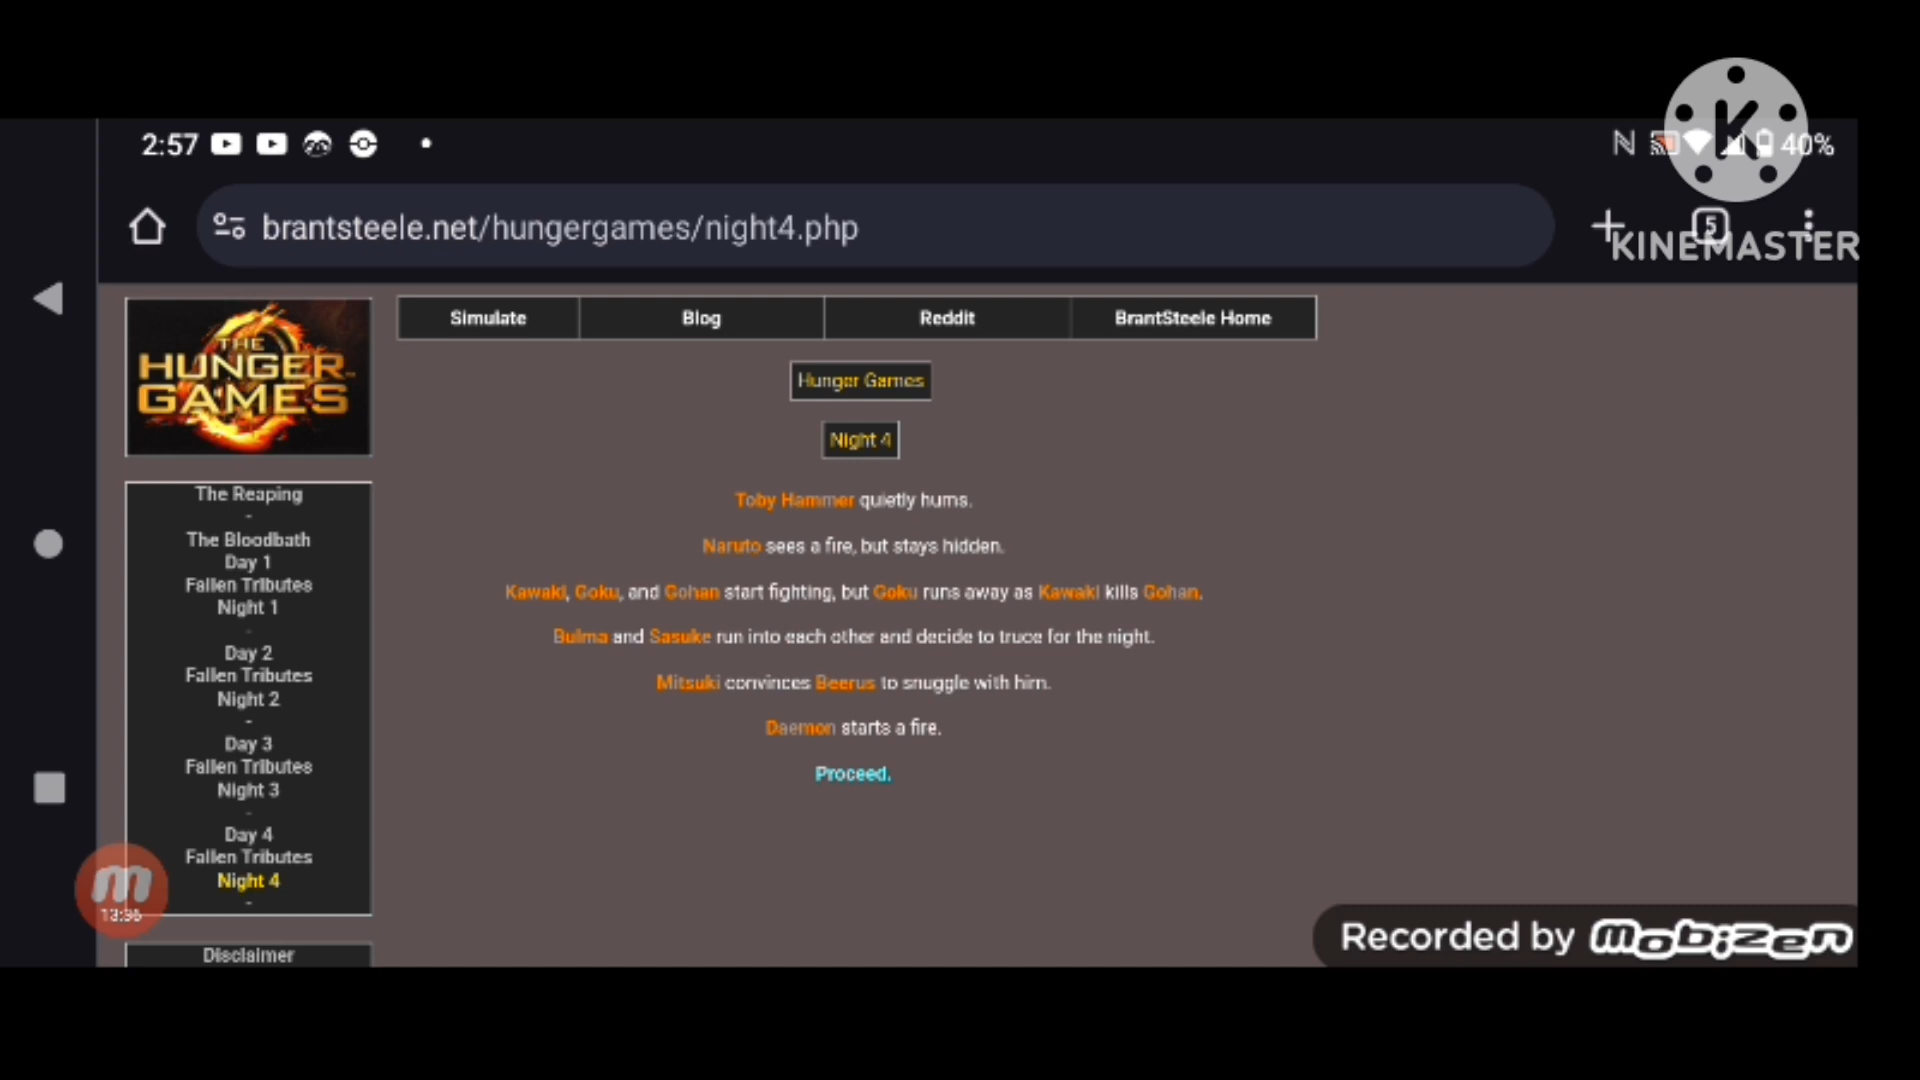 2:57
40%
brantsteele.net/hungergames/night4.php
5
KINEMASTER
THE
HUNGER
GAMES
Simulate Blog Reddit BrantSteele Home
Hunger Games
Night 4
The Reaping
-
The Bloodbath
Day 1
Fallen Tributes
Night 1
-
Day 2
Fallen Tributes
Night 2
-
Day 3
Fallen Tributes
Night 3
-
Day 4
Fallen Tributes
Night 4
-
Disclaimer
Toby Hammer quietly hums.
Naruto sees a fire, but stays hidden.
Kawaki, Goku, and Gohan start fighting, but Goku runs away as Kawaki kills Gohan.
Bulma and Sasuke run into each other and decide to truce for the night.
Mitsuki convinces Beerus to snuggle with him.
Daemon starts a fire.
Proceed.
13:36
Recorded by Mobizen